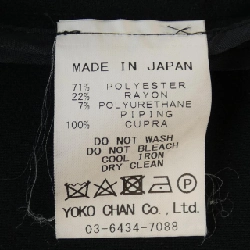 MADE IN JAPAN
71% POLYESTER
22% RAYON
7% POLYURETHANE
PIPING
100% CUPRA
DO NOT WASH
DO NOT BLEACH
COOL IRON
DRY CLEAN
YOKO CHAN Co., Ltd.
03-6434-7088